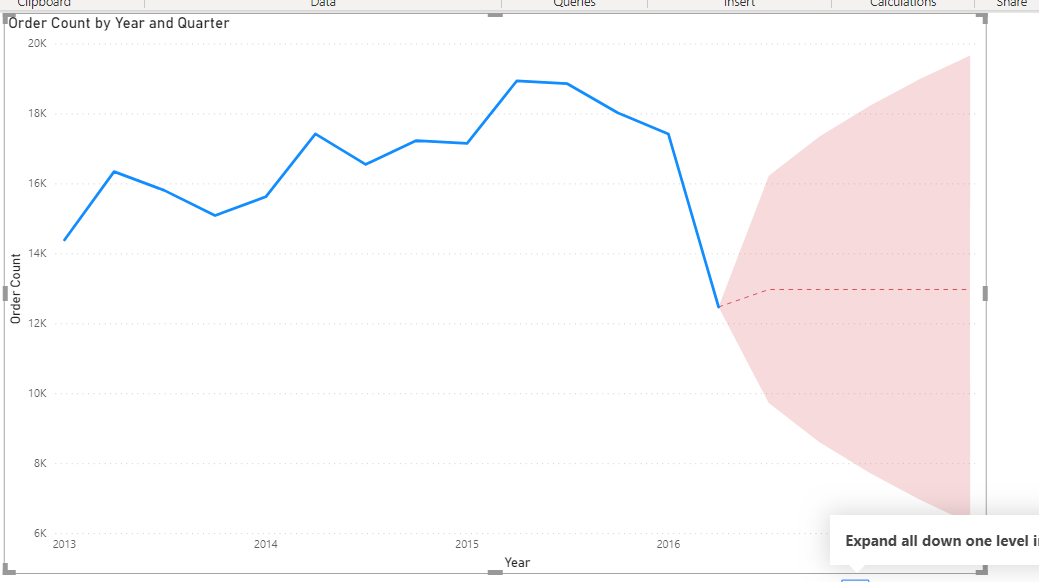 Clipboard Data Queries Insert Calculations Share
Order Count by Year and Quarter
20K
18K
16K
14K
12K
10K
8K
6K
Order Count
2013 2014 2015 2016
Year
Expand all down one level